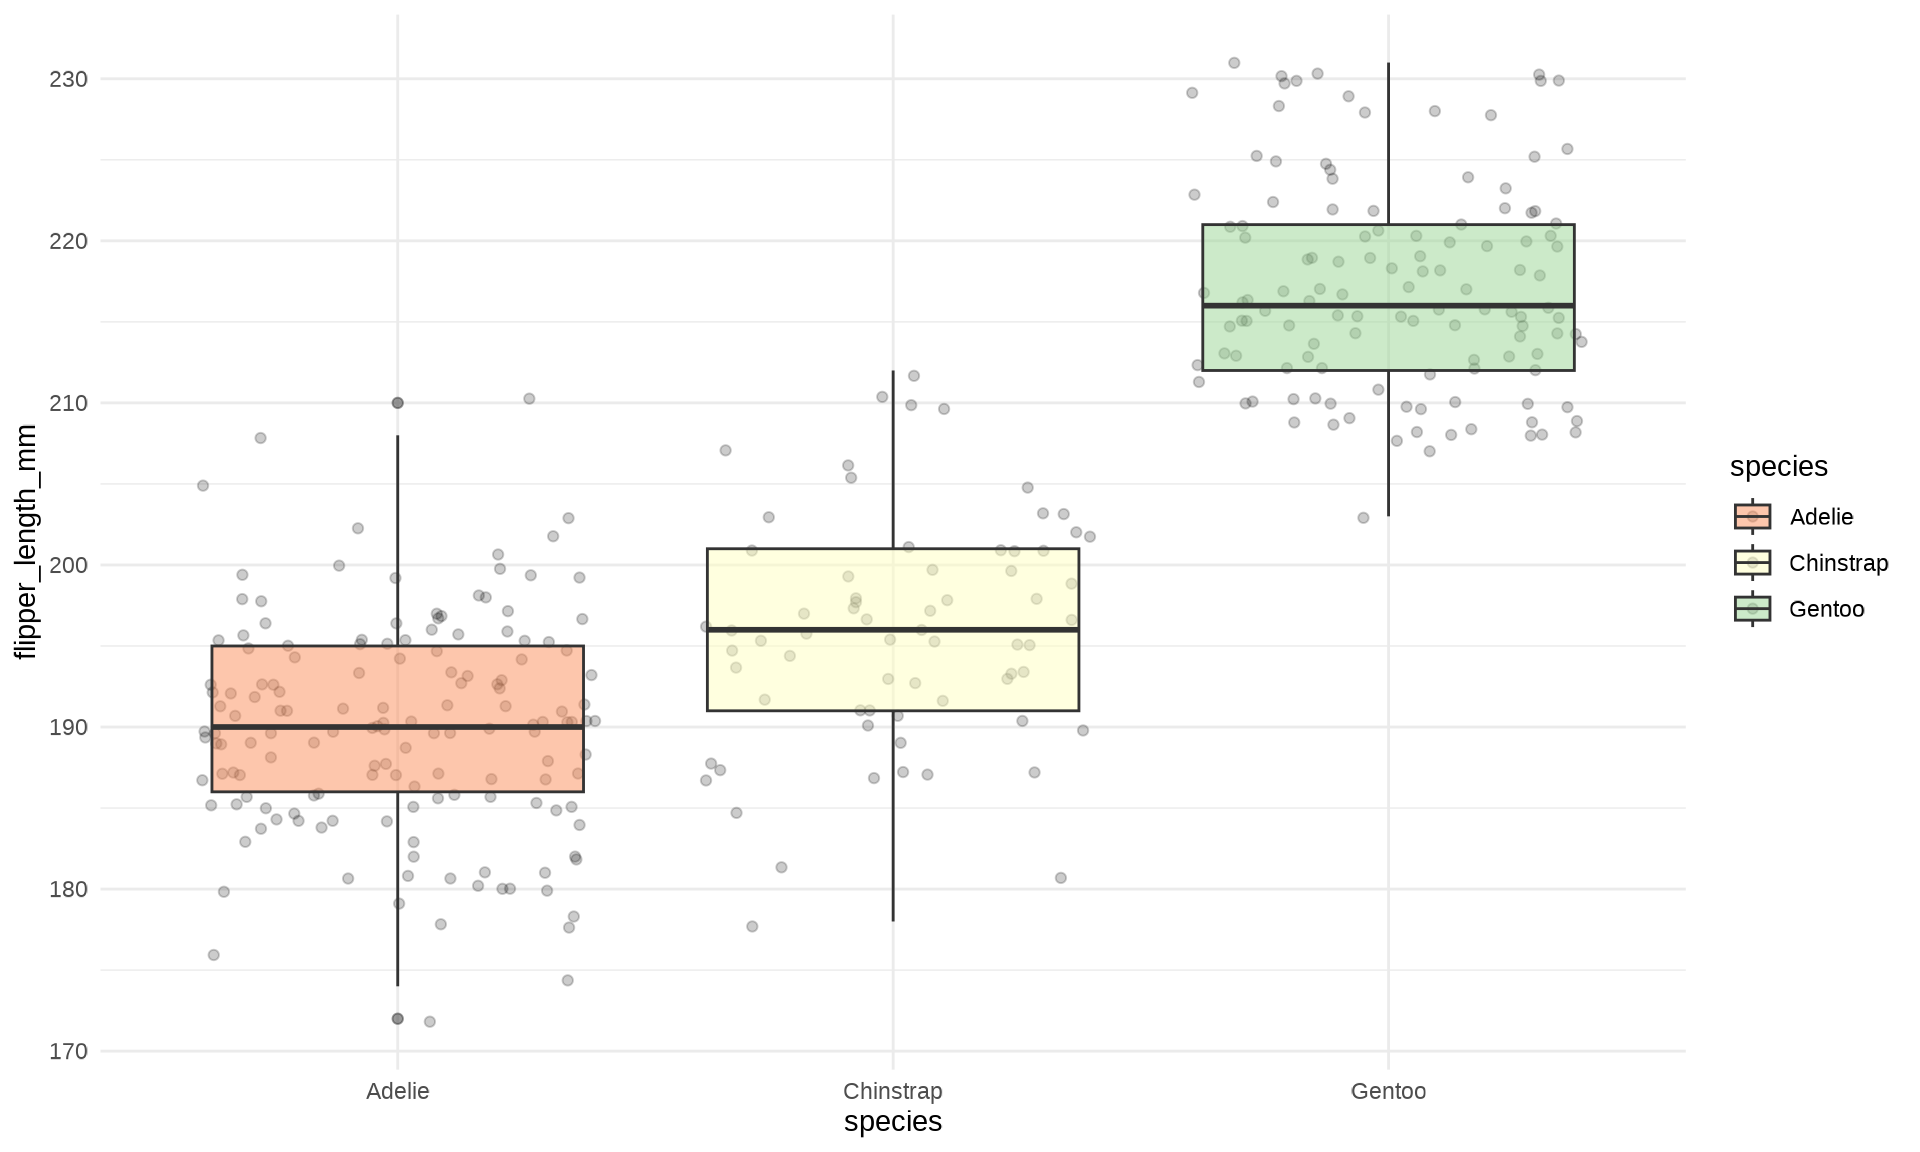 230
220
210
200
190
180
170
flipper_length_mm
Adelie
Chinstrap
Gentoo
species
species
Adelie
Chinstrap
Gentoo